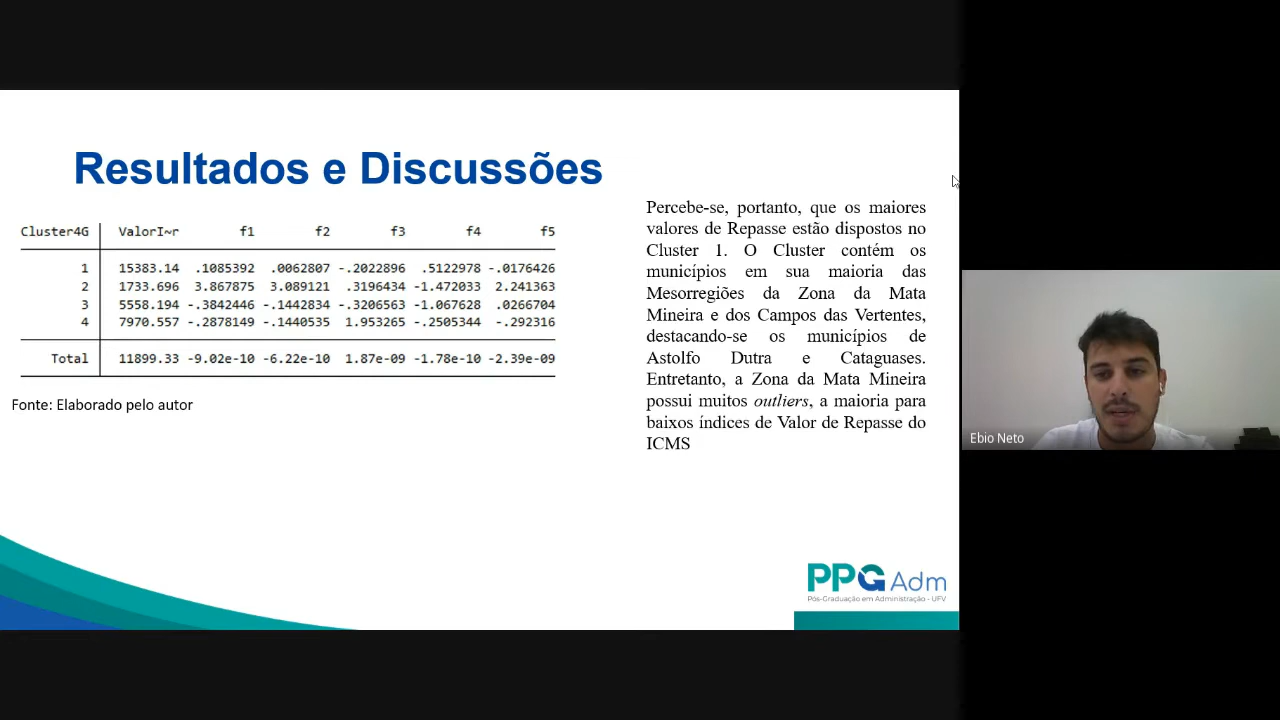 Resultados e Discussões
Cluster4G ValorI~r f1 f2 f3 f4 f5
1 15383.14 .1085392 .0062807 -.2022896 .5122978 -.0176426
2 1733.696 3.867875 3.089121 .3196434 -1.472033 2.241363
3 5558.194 -.3842446 -.1442834 -.3206563 -1.067628 .0266704
4 7970.557 -.2878149 -.1440535 1.953265 -.2505344 -.292316
Total 11899.33 -9.02e-10 -6.22e-10 1.87e-09 -1.78e-10 -2.39e-09
Fonte: Elaborado pelo autor
Percebe-se, portanto, que os maiores
valores de Repasse estão dispostos no
Cluster 1. O Cluster contém os
municípios em sua maioria das
Mesorregiões da Zona da Mata
Mineira e dos Campos das Vertentes,
destacando-se os municípios de
Astolfo Dutra e Cataguases.
Entretanto, a Zona da Mata Mineira
possui muitos outliers, a maioria para
baixos índices de Valor de Repasse do
ICMS
Ebio Neto
PPG Adm
Pós-Graduação em Administração - UFV